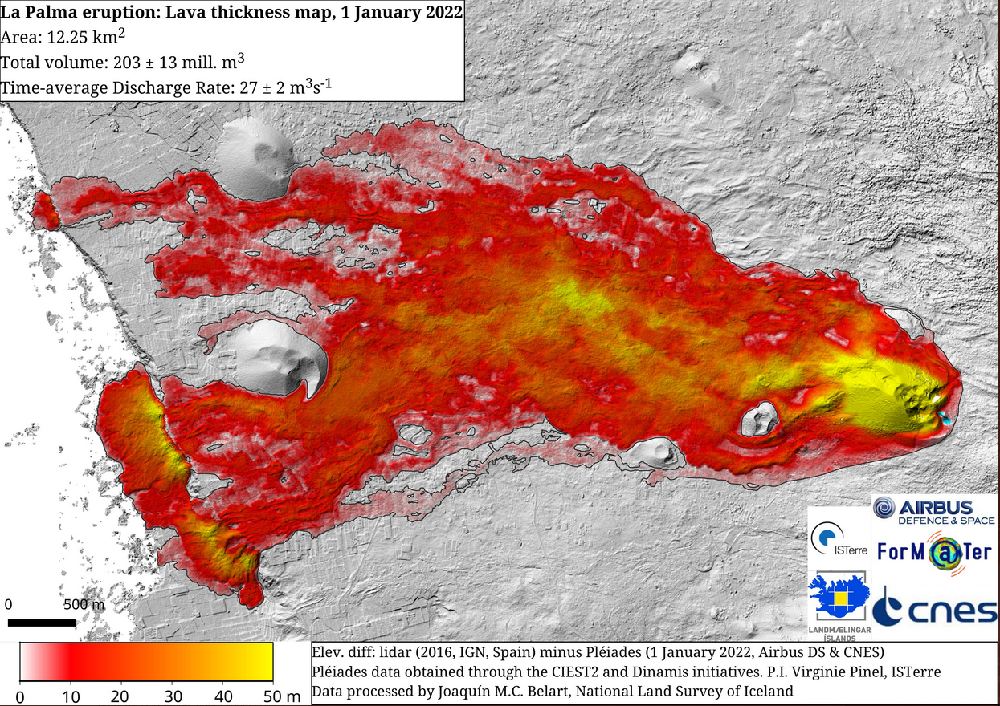 La Palma eruption: Lava thickness map, 1 January 2022
Area: 12.25 km²
Total volume: 203 ± 13 mill. m³
Time-average Discharge Rate: 27 ± 2 m³s⁻¹
0 500 m
AIRBUS
DEFENCE & SPACE
ISTerre
ForM@Ter
LANDMÆLINGAR
ÍSLANDS
cnes
0 10 20 30 40 50 m
Elev. diff: lidar (2016, IGN, Spain) minus Pléiades (1 January 2022, Airbus DS & CNES)
Pléiades data obtained through the CIEST2 and Dinamis initiatives. P.I. Virginie Pinel, ISTerre
Data processed by Joaquín M.C. Belart, National Land Survey of Iceland